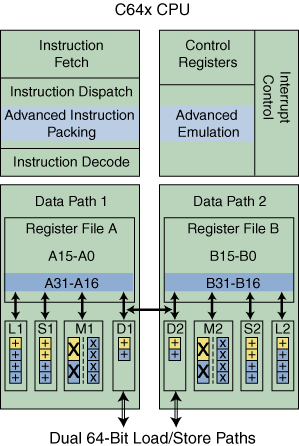 C64x CPU
Instruction
Fetch
Instruction Dispatch
Advanced Instruction
Packing
Instruction Decode
Control
Registers
Advanced
Emulation
Interrupt
Control
Data Path 1
Register File A
A15-A0
A31-A16
L1 S1 M1 D1
+ + X X +
+ + X +
+ + X X
+ + X
Data Path 2
Register File B
B15-B0
B31-B16
D2 M2 S2 L2
+ X X + +
+ X + +
X X + +
X + +
Dual 64-Bit Load/Store Paths